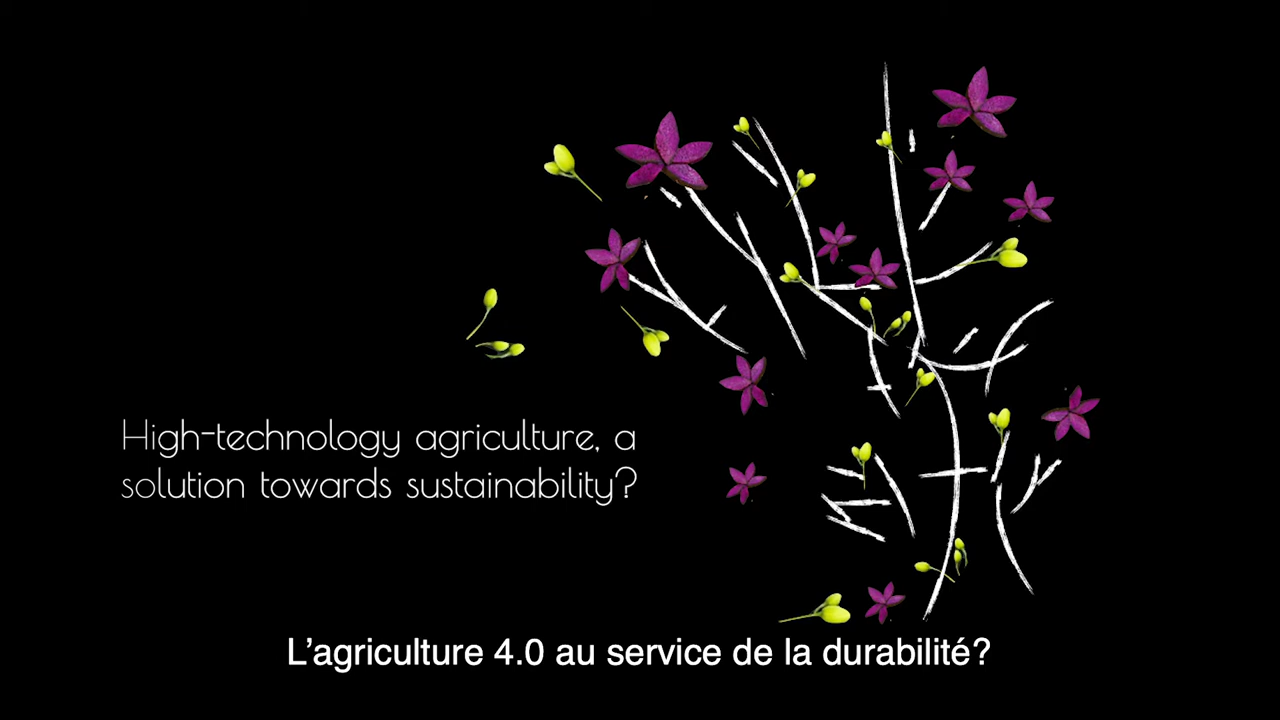 High-technology agriculture, a
solution towards sustainability?
L’agriculture 4.0 au service de la durabilité?